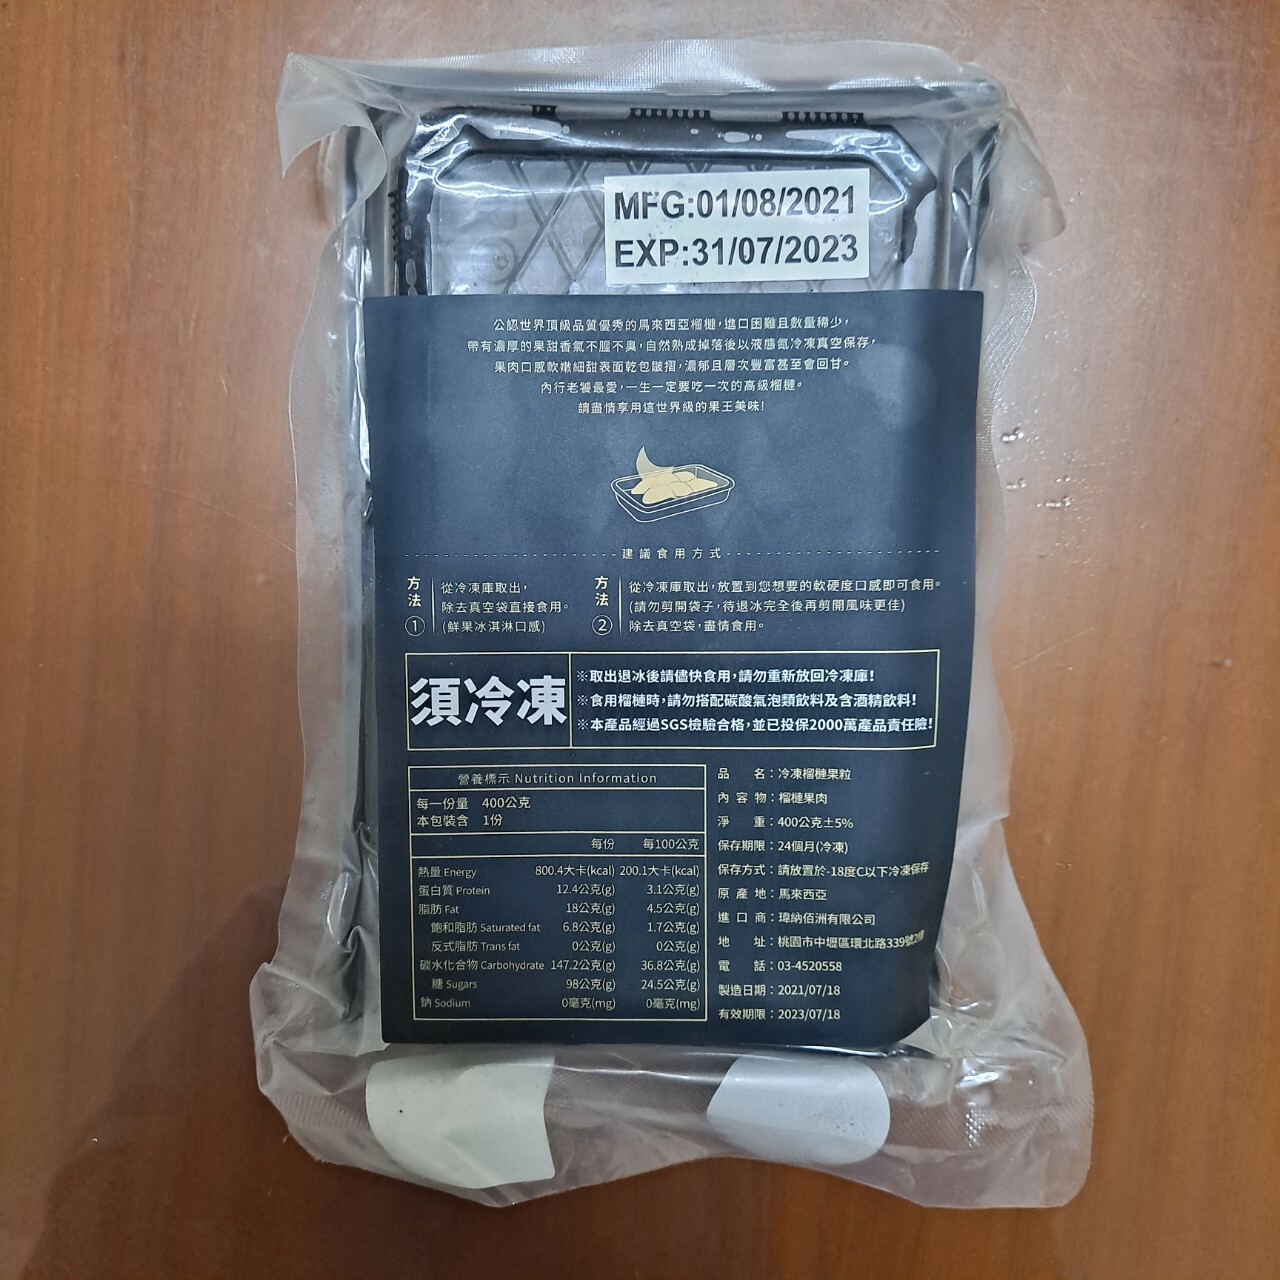 MFG:01/08/2021
EXP:31/07/2023
公認世界頂級品質優秀的馬來西亞榴槤,進口困難且數量稀少,
帶有濃厚的果甜香氣不腥不臭,自然熟成掉落後以液態氮冷凍真空保存,
果肉口感軟嫩細甜表面乾包皺摺,濃郁且層次豐富甚至會回甘。
內行老饕最愛,一生一定要吃一次的高級榴槤。
請盡情享用這世界級的果王美味!
建議食用方式
方法①
從冷凍庫取出,
除去真空袋直接食用。
(鮮果冰淇淋口感)
方法②
從冷凍庫取出,放置到您想要的軟硬度口感即可食用。
(請勿剪開袋子,待退冰完全後再剪開風味更佳)
除去真空袋,盡情食用。
須冷凍
※取出退冰後請儘快食用,請勿重新放回冷凍庫!
※食用榴槤時,請勿搭配碳酸氣泡類飲料及含酒精飲料!
※本產品經過SGS檢驗合格,並已投保2000萬產品責任險!
營養標示 Nutrition Information
每一份量 400公克
本包裝含 1份
每份 每100公克
熱量 Energy 800.4大卡(kcal) 200.1大卡(kcal)
蛋白質 Protein 12.4公克(g) 3.1公克(g)
脂肪 Fat 18公克(g) 4.5公克(g)
飽和脂肪 Saturated fat 6.8公克(g) 1.7公克(g)
反式脂肪 Trans fat 0公克(g) 0公克(g)
碳水化合物 Carbohydrate 147.2公克(g) 36.8公克(g)
糖 Sugars 98公克(g) 24.5公克(g)
鈉 Sodium 0毫克(mg) 0毫克(mg)
品名:冷凍榴槤果粒
內容物:榴槤果肉
淨重:400公克±5%
保存期限:24個月(冷凍)
保存方式:請放置於-18度C以下冷凍保存
原產地:馬來西亞
進口商:瑋納佰洲有限公司
地址:桃園市中壢區環北路339號2樓
電話:03-4520558
製造日期:2021/07/18
有效期限:2023/07/18